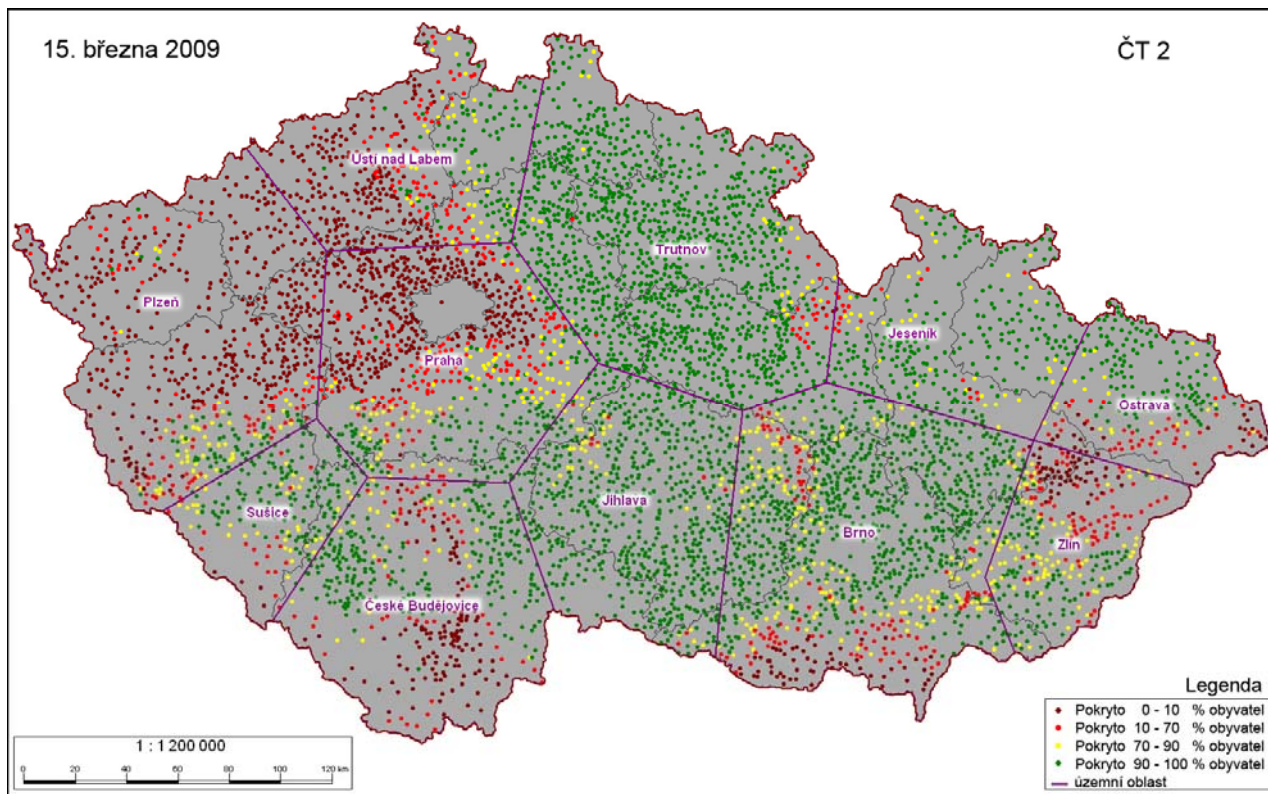 15. března 2009
ČT 2
Ústí nad Labem
Trutnov
Plzeň
Jeseník
Praha
Ostrava
Sušice
Jihlava
Brno
Zlín
České Budějovice
Legenda
Pokryto 0 - 10 % obyvatel
Pokryto 10 - 70 % obyvatel
Pokryto 70 - 90 % obyvatel
Pokryto 90 - 100 % obyvatel
územní oblast
1 : 1 200 000
0 20 40 60 80 100 120 km